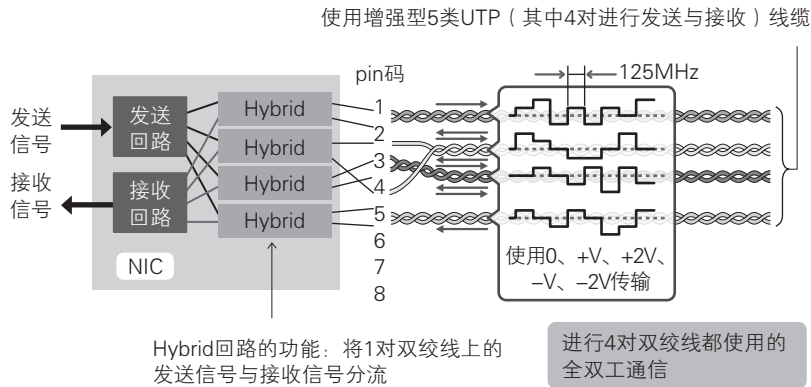 使用增强型5类UTP（其中4对进行发送与接收）线缆
pin码
125MHz
发送
信号
接收
信号
发送
回路
接收
回路
Hybrid
Hybrid
Hybrid
Hybrid
NIC
1
2
3
4
5
6
7
8
使用0、+V、+2V、
−V、−2V传输
Hybrid回路的功能：将1对双绞线上的
发送信号与接收信号分流
进行4对双绞线都使用的
全双工通信